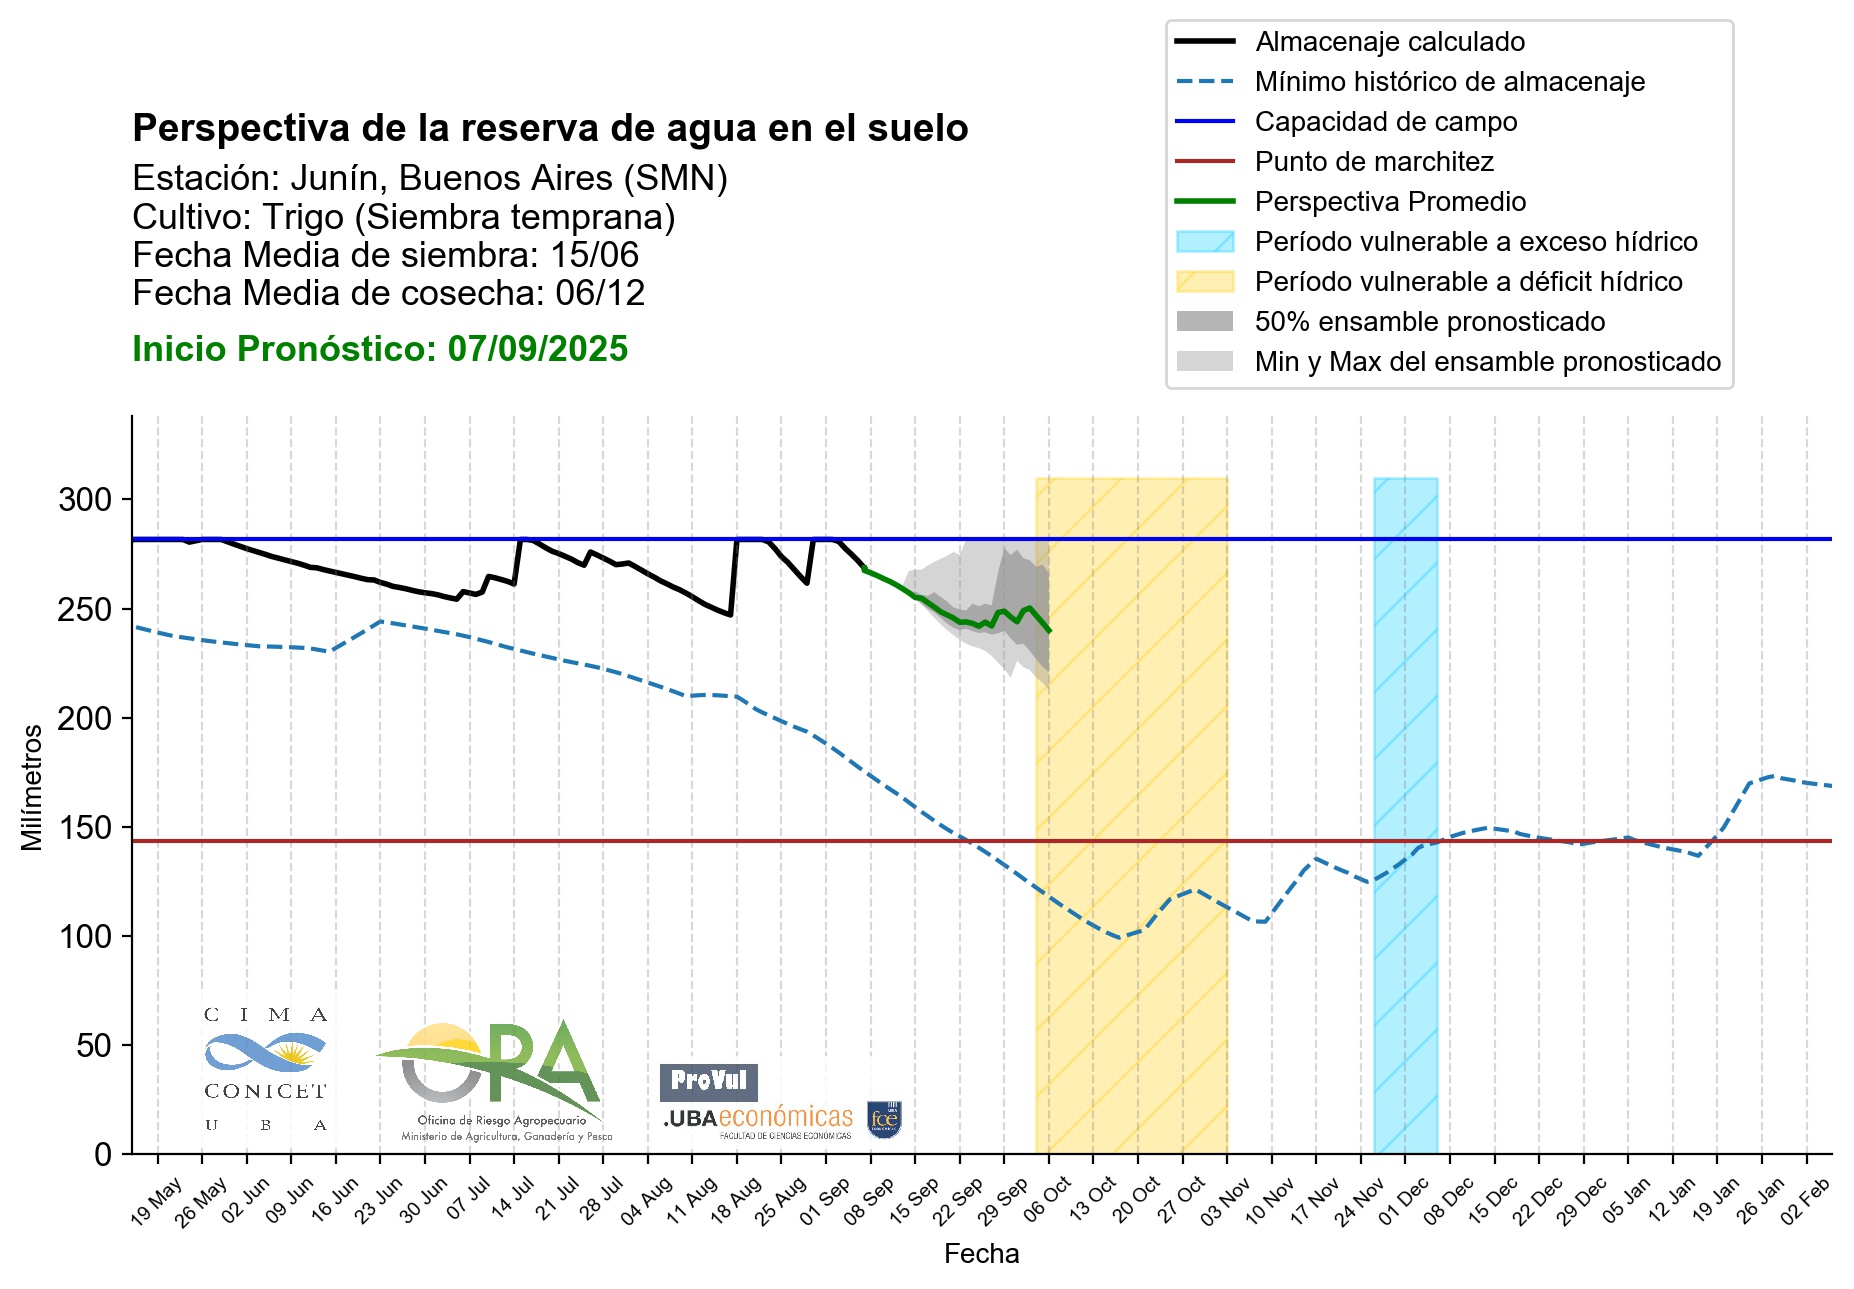 Almacenaje calculado
Mínimo histórico de almacenaje
Capacidad de campo
Punto de marchitez
Perspectiva Promedio
Período vulnerable a exceso hídrico
Período vulnerable a déficit hídrico
50% ensamble pronosticado
Min y Max del ensamble pronosticado
Perspectiva de la reserva de agua en el suelo
Estación: Junín, Buenos Aires (SMN)
Cultivo: Trigo (Siembra temprana)
Fecha Media de siembra: 15/06
Fecha Media de cosecha: 06/12
Inicio Pronóstico: 07/09/2025
Milímetros
300
250
200
150
100
50
0
CIMA
CONICET
UBA
ORA
Oficina de Riesgo Agropecuario
Ministerio de Agricultura, Ganadería y Pesca
ProVul
.UBAeconómicas
FACULTAD DE CIENCIAS ECONÓMICAS
fce
19 May
26 May
02 Jun
09 Jun
16 Jun
23 Jun
30 Jun
07 Jul
14 Jul
21 Jul
28 Jul
04 Aug
11 Aug
18 Aug
25 Aug
01 Sep
08 Sep
15 Sep
22 Sep
29 Sep
06 Oct
13 Oct
20 Oct
27 Oct
03 Nov
10 Nov
17 Nov
24 Nov
01 Dec
08 Dec
15 Dec
22 Dec
29 Dec
05 Jan
12 Jan
19 Jan
26 Jan
02 Feb
Fecha